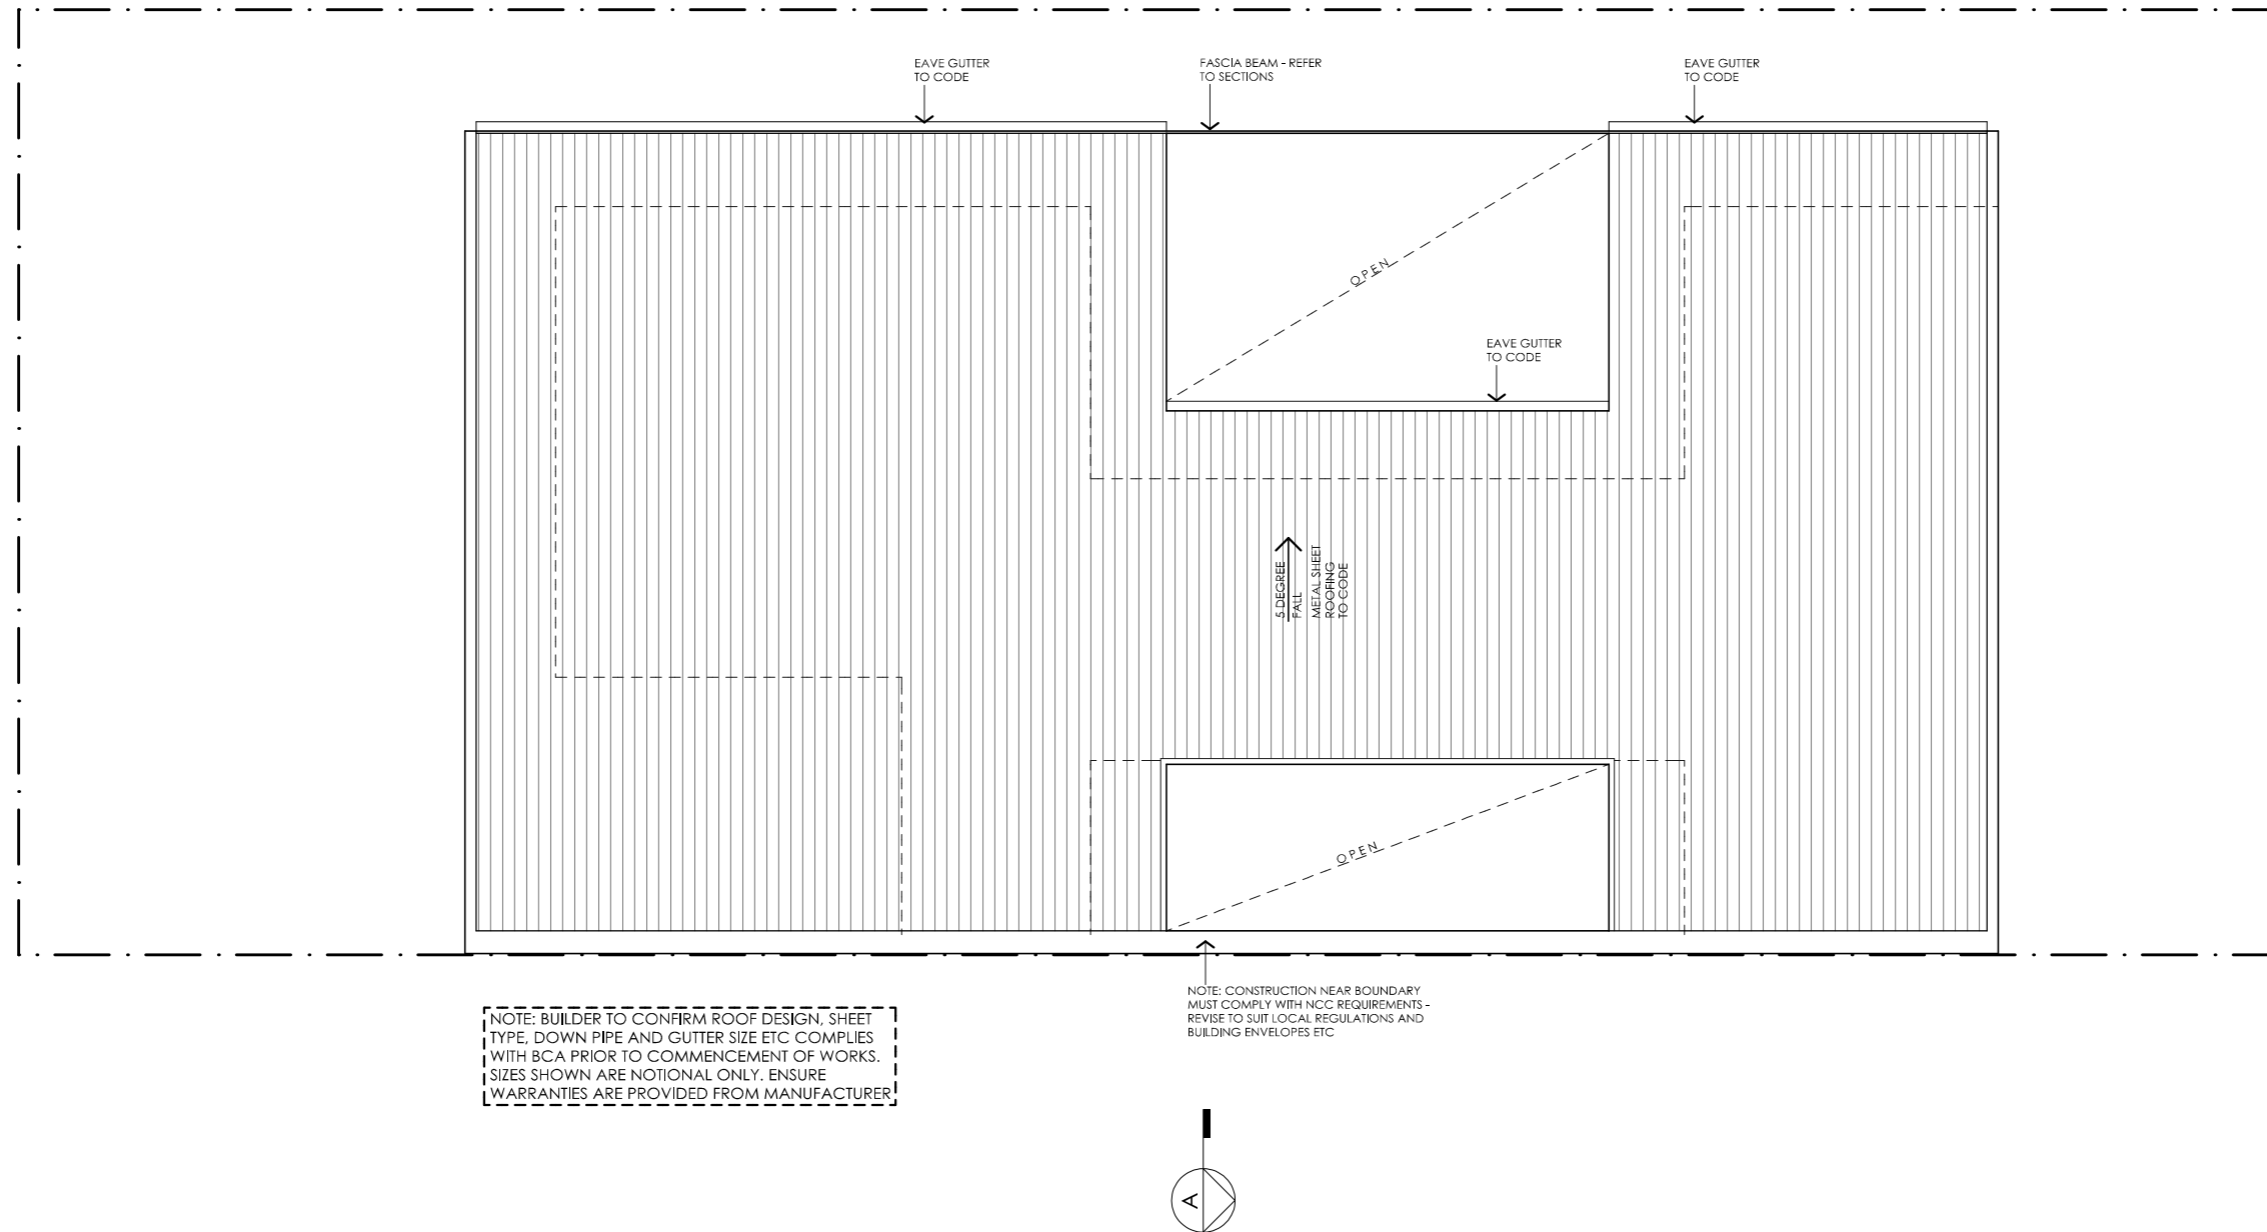 EAVE GUTTER
TO CODE
FASCIA BEAM - REFER
TO SECTIONS
EAVE GUTTER
TO CODE
OPEN
EAVE GUTTER
TO CODE
5 DEGREE
FALL
METAL SHEET
ROOFING
TO CODE
OPEN
NOTE: CONSTRUCTION NEAR BOUNDARY
MUST COMPLY WITH NCC REQUIREMENTS -
REVISE TO SUIT LOCAL REGULATIONS AND
BUILDING ENVELOPES ETC
NOTE: BUILDER TO CONFIRM ROOF DESIGN, SHEET
TYPE, DOWN PIPE AND GUTTER SIZE ETC COMPLIES
WITH BCA PRIOR TO COMMENCEMENT OF WORKS.
SIZES SHOWN ARE NOTIONAL ONLY. ENSURE
WARRANTIES ARE PROVIDED FROM MANUFACTURER
A